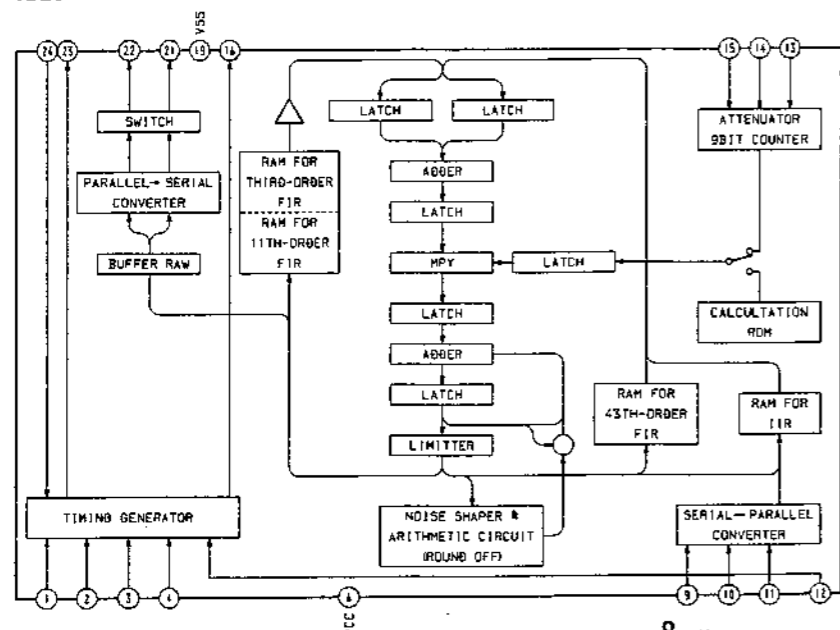 VSS
24 23 22 21 19 16 15 14 13
LATCH LATCH
SWITCH
ATTENUATOR
9BIT COUNTER
RAM FOR
THIRD-ORDER
FIR
ADDER
PARALLEL→ SERIAL
CONVERTER
LATCH
RAM FOR
11TH-ORDER
FIR
BUFFER RAW
MPY
LATCH
LATCH
CALCULTATION
ROM
ADDER
LATCH
RAM FOR
43TH-ORDER
FIR
RAM FOR
IIR
LIMITTER
TIMING GENERATOR
NOISE SHAPER &
ARITHMETIC CIRCUIT
(ROUND OFF)
SERIAL—PARALLEL
CONVERTER
1 2 3 4 6 9 10 11 12